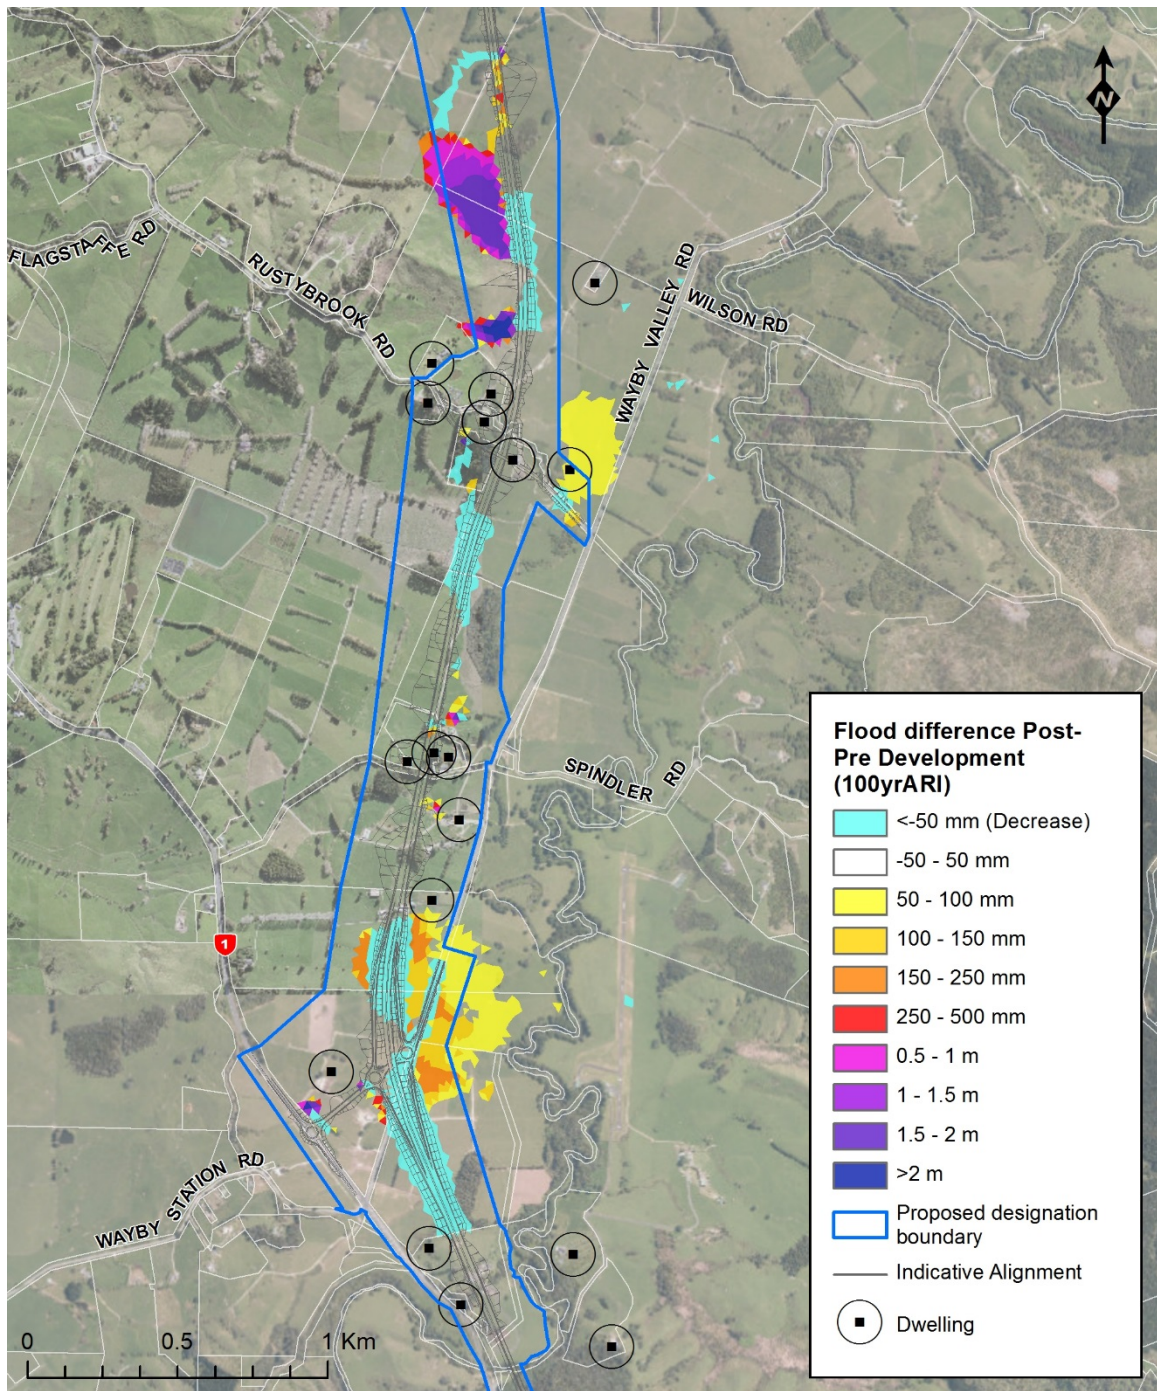 N
FLAGSTAFFE RD
RUSTYBROOK RD
WAYBY VALLEY RD
WILSON RD
SPINDLER RD
1
WAYBY STATION RD
0 0.5 1 Km
Flood difference Post-
Pre Development
(100yrARI)
<-50 mm (Decrease)
-50 - 50 mm
50 - 100 mm
100 - 150 mm
150 - 250 mm
250 - 500 mm
0.5 - 1 m
1 - 1.5 m
1.5 - 2 m
>2 m
Proposed designation
boundary
Indicative Alignment
Dwelling